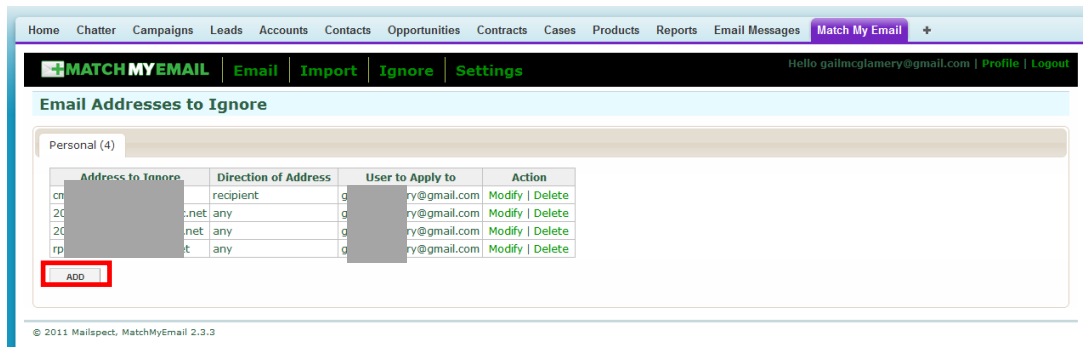 Home Chatter Campaigns Leads Accounts Contacts Opportunities Contracts Cases Products Reports Email Messages Match My Email +
MATCHMYEMAIL Email Import Ignore Settings Hello gailmcglamery@gmail.com | Profile | Logout
Email Addresses to Ignore
Personal (4)
Address to Ignore Direction of Address User to Apply to Action
cm recipient g ry@gmail.com Modify | Delete
20 t.net any g ry@gmail.com Modify | Delete
20 .net any g ry@gmail.com Modify | Delete
rp t any g ry@gmail.com Modify | Delete
ADD
© 2011 Mailspect, MatchMyEmail 2.3.3